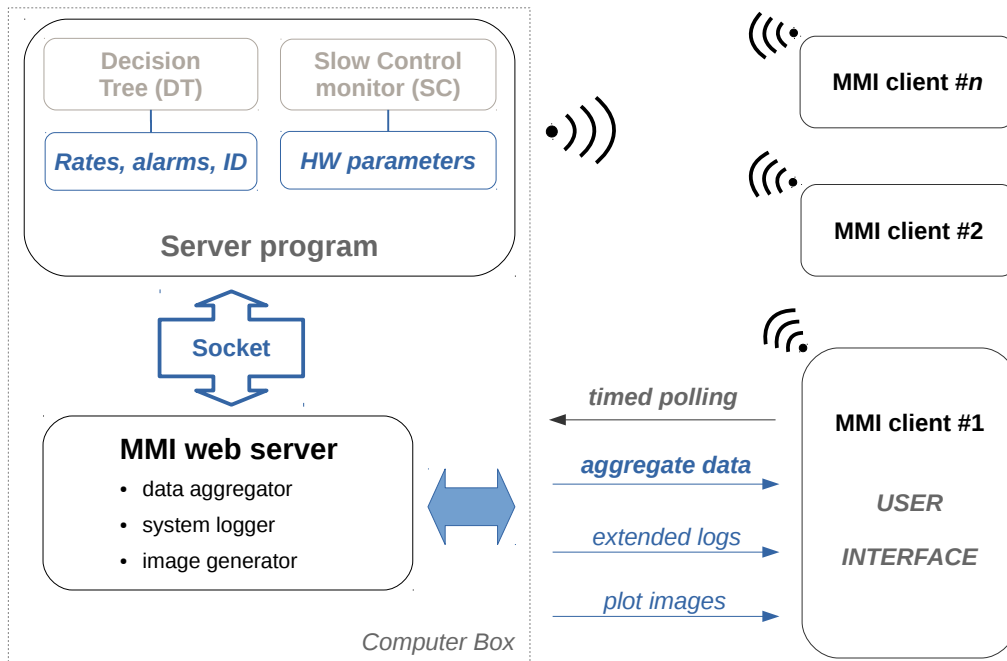 Decision
Tree (DT)
Slow Control
monitor (SC)
Rates, alarms, ID
HW parameters
Server program
Socket
MMI web server
• data aggregator
• system logger
• image generator
Computer Box
MMI client #n
MMI client #2
timed polling
aggregate data
extended logs
plot images
MMI client #1
USER
INTERFACE